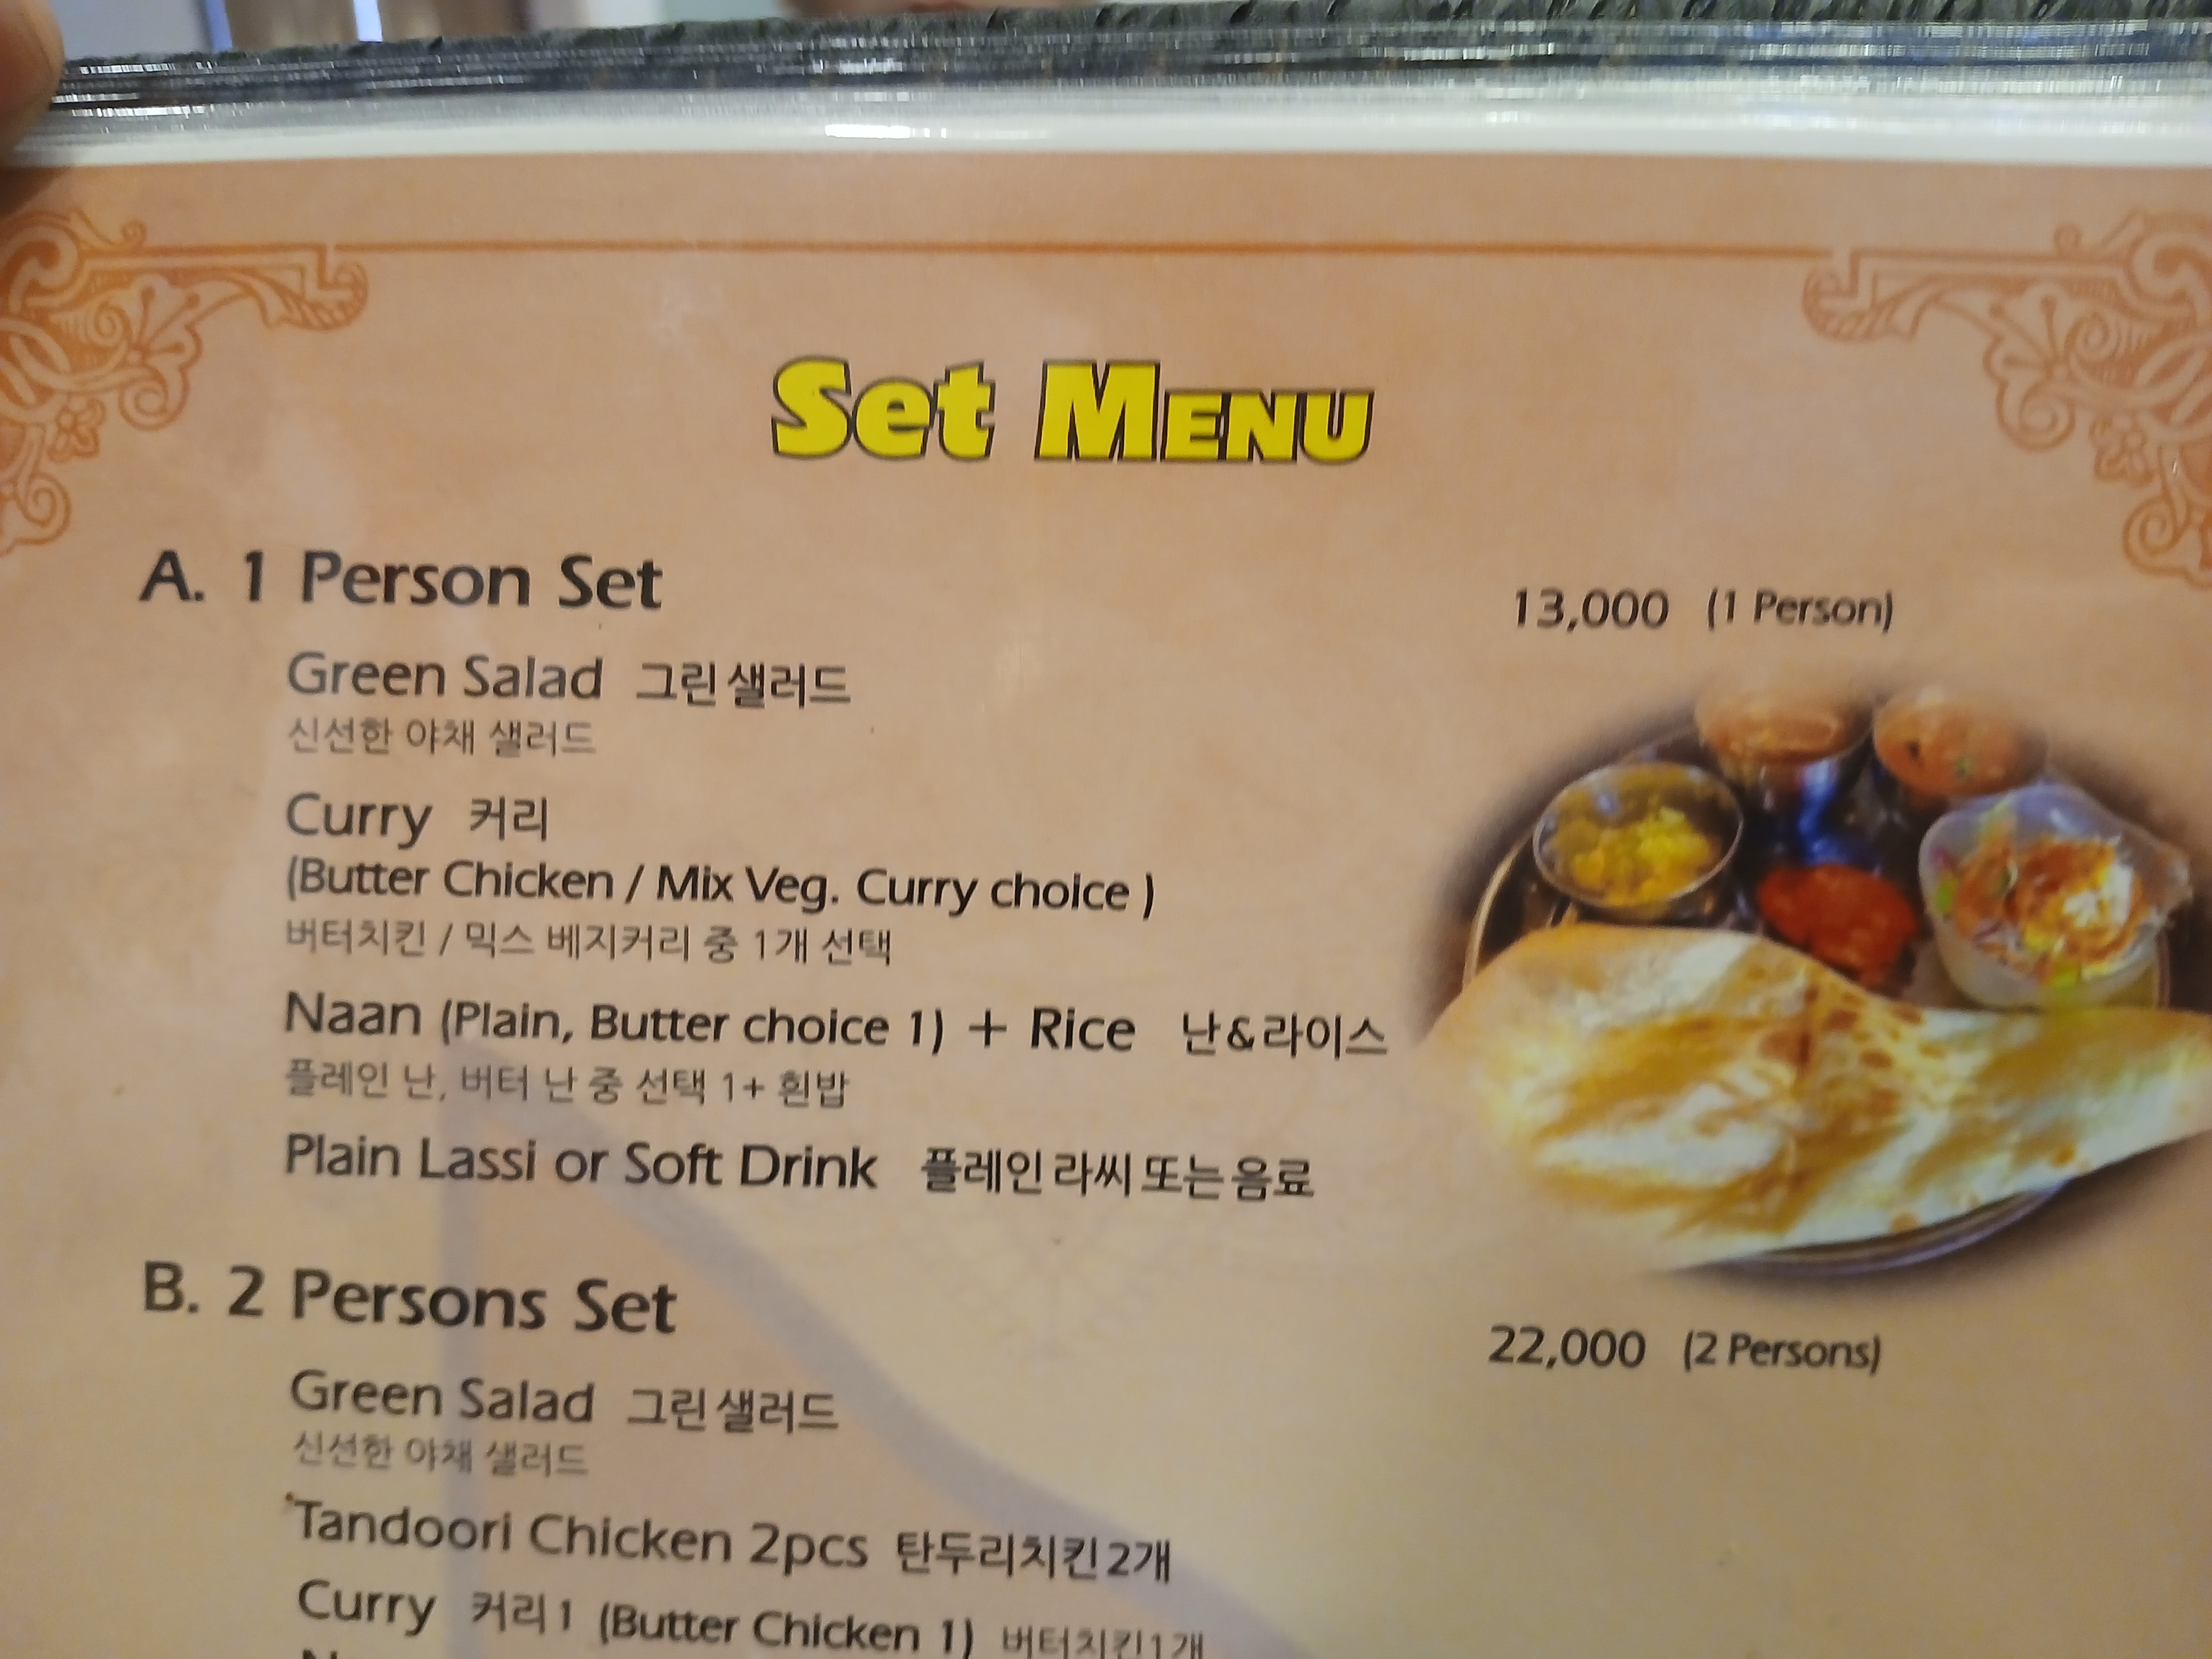 Set MENU
A. 1 Person Set 13,000 (1 Person)
Green Salad 그린 샐러드
신선한 야채 샐러드
Curry 커리
(Butter Chicken / Mix Veg. Curry choice )
버터치킨 / 믹스 베지커리 중 1개 선택
Naan (Plain, Butter choice 1) + Rice 난&라이스
플레인 난, 버터 난 중 선택 1+ 흰밥
Plain Lassi or Soft Drink 플레인 라씨 또는 음료
B. 2 Persons Set 22,000 (2 Persons)
Green Salad 그린 샐러드
신선한 야채 샐러드
Tandoori Chicken 2pcs 탄두리치킨 2개
Curry 커리 1 (Butter Chicken 1) 버터치킨 1개